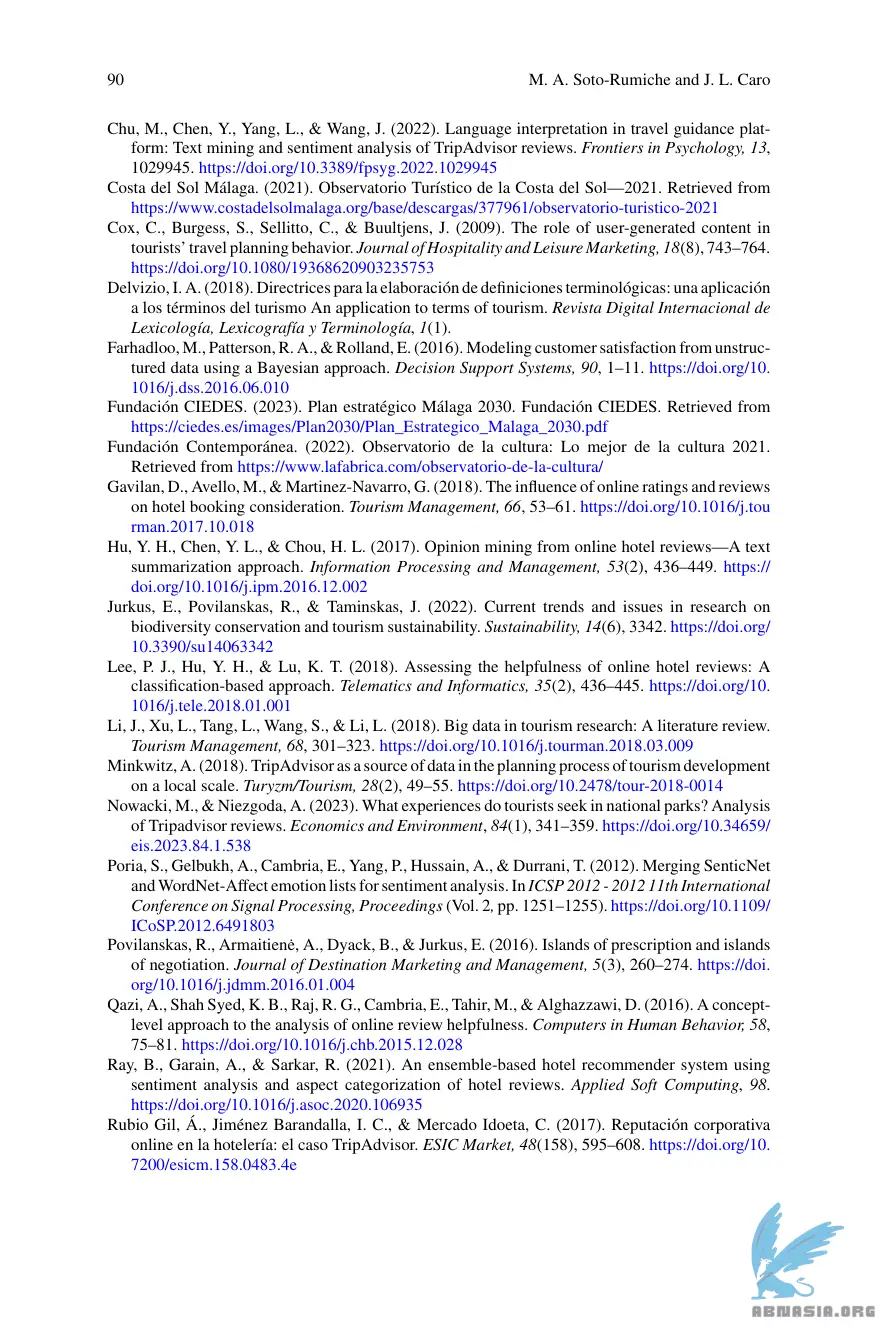 90
M. A. Soto-Rumiche and J. L. Caro
Chu, M., Chen, Y., Yang, L., & Wang, J. (2022). Language interpretation in travel guidance plat-
form: Text mining and sentiment analysis of TripAdvisor reviews. Frontiers in Psychology, 13,
1029945. https://doi.org/10.3389/fpsyg.2022.1029945
Costa del Sol Málaga. (2021). Observatorio Turístico de la Costa del Sol—2021. Retrieved from
https://www.costadelsolmalaga.org/base/descargas/377961/observatorio-turistico-2021
Cox, C., Burgess, S., Sellitto, C., & Buultjens, J. (2009). The role of user-generated content in
tourists' travel planning behavior. Journal of Hospitality and Leisure Marketing, 18(8), 743–764.
https://doi.org/10.1080/19368620903235753
Delvizio, I. A. (2018). Directrices para la elaboración de definiciones terminológicas: una aplicación
a los términos del turismo An application to terms of tourism. Revista Digital Internacional de
Lexicología, Lexicografía y Terminología, 1(1).
Farhadloo, M., Patterson, R. A., & Rolland, E. (2016). Modeling customer satisfaction from unstruc-
tured data using a Bayesian approach. Decision Support Systems, 90, 1–11. https://doi.org/10.
1016/j.dss.2016.06.010
Fundación CIEDES. (2023). Plan estratégico Málaga 2030. Fundación CIEDES. Retrieved from
https://ciedes.es/images/Plan2030/Plan_Estrategico_Malaga_2030.pdf
Fundación Contemporánea. (2022). Observatorio de la cultura: Lo mejor de la cultura 2021.
Retrieved from https://www.lafabrica.com/observatorio-de-la-cultura/
Gavilan, D., Avello, M., & Martinez-Navarro, G. (2018). The influence of online ratings and reviews
on hotel booking consideration. Tourism Management, 66, 53–61. https://doi.org/10.1016/j.tou
rman.2017.10.018
Hu, Y. H., Chen, Y. L., & Chou, H. L. (2017). Opinion mining from online hotel reviews—A text
summarization approach. Information Processing and Management, 53(2), 436–449. https://
doi.org/10.1016/j.ipm.2016.12.002
Jurkus, E., Povilanskas, R., & Taminskas, J. (2022). Current trends and issues in research on
biodiversity conservation and tourism sustainability. Sustainability, 14(6), 3342. https://doi.org/
10.3390/su14063342
Lee, P. J., Hu, Y. H., & Lu, K. T. (2018). Assessing the helpfulness of online hotel reviews: A
classification-based approach. Telematics and Informatics, 35(2), 436–445. https://doi.org/10.
1016/j.tele.2018.01.001
Li, J., Xu, L., Tang, L., Wang, S., & Li, L. (2018). Big data in tourism research: A literature review.
Tourism Management, 68, 301–323. https://doi.org/10.1016/j.tourman.2018.03.009
Minkwitz, A. (2018). TripAdvisor as a source of data in the planning process of tourism development
on a local scale. Turyzm/Tourism, 28(2), 49–55. https://doi.org/10.2478/tour-2018-0014
Nowacki, M., & Niezgoda, A. (2023). What experiences do tourists seek in national parks? Analysis
of Tripadvisor reviews. Economics and Environment, 84(1), 341–359. https://doi.org/10.34659/
eis.2023.84.1.538
Poria, S., Gelbukh, A., Cambria, E., Yang, P., Hussain, A., & Durrani, T. (2012). Merging SenticNet
and WordNet-Affect emotion lists for sentiment analysis. In ICSP 2012 - 2012 11th International
Conference on Signal Processing, Proceedings (Vol. 2, pp. 1251–1255). https://doi.org/10.1109/
ICoSP.2012.6491803
Povilanskas, R., Armaitienė, A., Dyack, B., & Jurkus, E. (2016). Islands of prescription and islands
of negotiation. Journal of Destination Marketing and Management, 5(3), 260–274. https://doi.
org/10.1016/j.jdmm.2016.01.004
Qazi, A., Shah Syed, K. B., Raj, R. G., Cambria, E., Tahir, M., & Alghazzawi, D. (2016). A concept-
level approach to the analysis of online review helpfulness. Computers in Human Behavior, 58,
75–81. https://doi.org/10.1016/j.chb.2015.12.028
Ray, B., Garain, A., & Sarkar, R. (2021). An ensemble-based hotel recommender system using
sentiment analysis and aspect categorization of hotel reviews. Applied Soft Computing, 98.
https://doi.org/10.1016/j.asoc.2020.106935
Rubio Gil, Á., Jiménez Barandalla, I. C., & Mercado Idoeta, C. (2017). Reputación corporativa
online en la hotelería: el caso TripAdvisor. ESIC Market, 48(158), 595–608. https://doi.org/10.
7200/esicm.158.0483.4e
ABNASIA.ORG